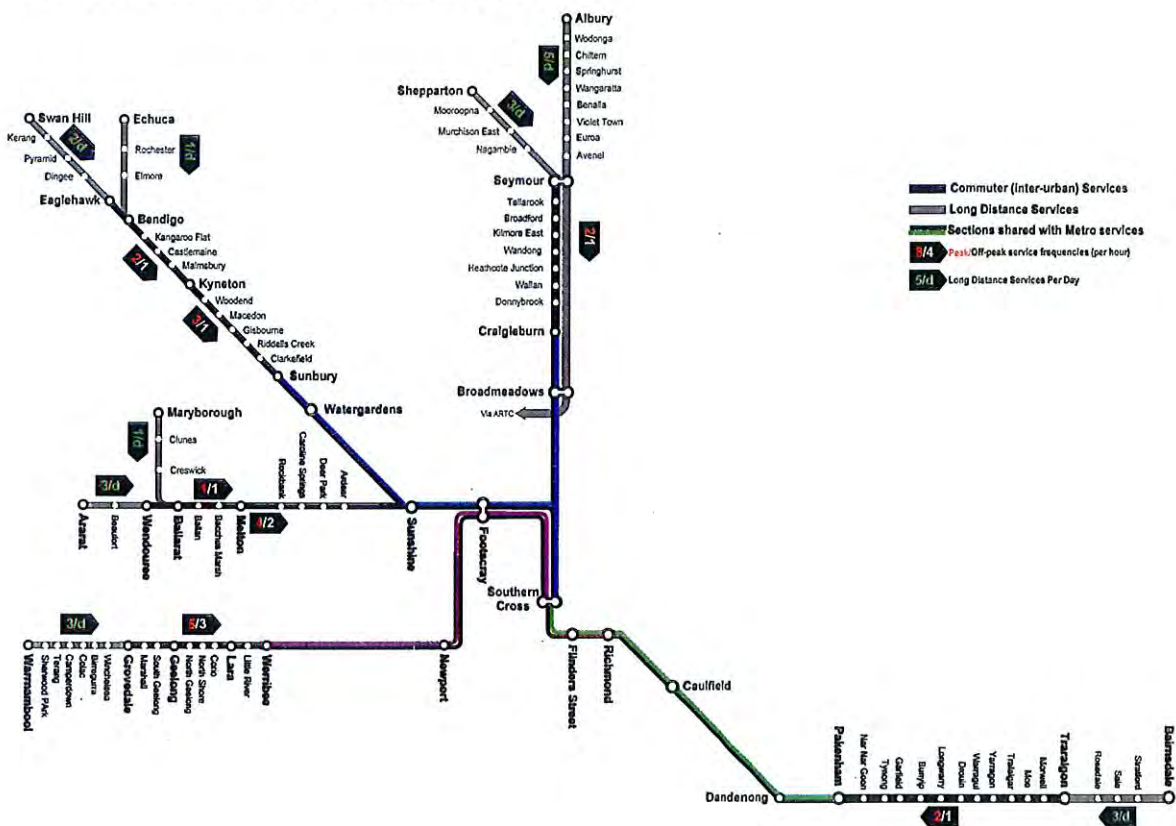 Albury
Wodonga
Chiltern
Springhurst
Wangaratta
Benalla
Violet Town
Euroa
Avenel
5/d
Shepparton
Mooroopna
Murchison East
Nagambie
3/d
Seymour
Tallarook
Broadford
Kilmore East
Wandong
Heathcote Junction
Wallan
Donnybrook
Craigieburn
2/1
Broadmeadows
Via ARTC
Swan Hill
Kerang
Pyramid
Dingee
Eaglehawk
2/d
Echuca
Rochester
Elmore
1/d
Bendigo
Kangaroo Flat
Castlemaine
Malmsbury
2/1
Kyneton
Woodend
Macedon
Gisbourne
Riddells Creek
Clarkefield
3/1
Sunbury
Watergardens
Commuter (inter-urban) Services
Long Distance Services
Sections shared with Metro services
8/4 Peak/Off-peak service frequencies (per hour)
5/d Long Distance Services Per Day
Maryborough
Clunes
Creswick
1/d
3/d
Ararat
Beaufort
Wendouree
Ballarat
Ballan
Bacchus Marsh
Melton
/1
4/2
Rockbank
Caroline Springs
Deer Park
Ardeer
Sunshine
Footscray
Southern
Cross
3/d
5/3
Warrnambool
Sherwood PArk
Terang
Camperdown
Colac
Birregurra
Winchelsea
Grovedale
Marshall
South Geelong
Geelong
North Geelong
North Shore
Corio
Lara
Little River
Werribee
Newport
Flinders Street
Richmond
Caulfield
Dandenong
Pakenham
Nar Nar Goon
Tynong
Garfield
Bunyip
Longwarry
Drouin
Warragul
Yarragon
Trafalgar
Moe
Morwell
Traralgon
Rosedale
Sale
Stratford
Bairnsdale
2/1
3/d